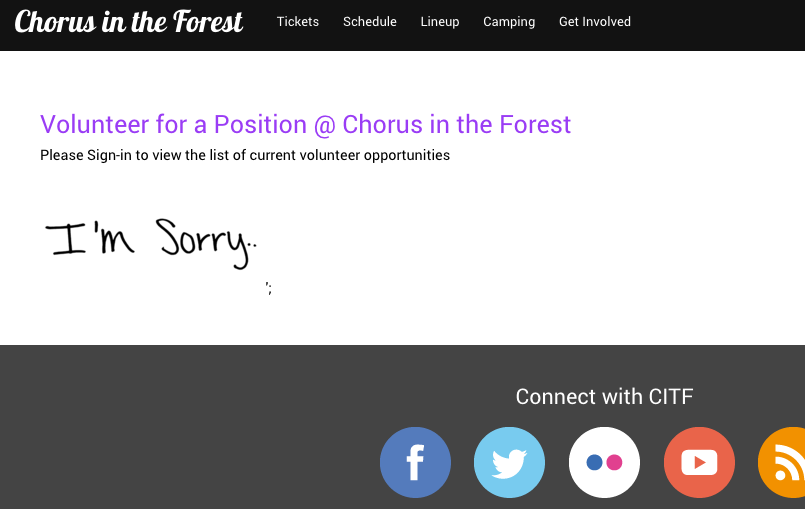 Chorus in the Forest Tickets Schedule Lineup Camping Get Involved
Volunteer for a Position @ Chorus in the Forest
Please Sign-in to view the list of current volunteer opportunities
I'm Sorry..
';
Connect with CITF